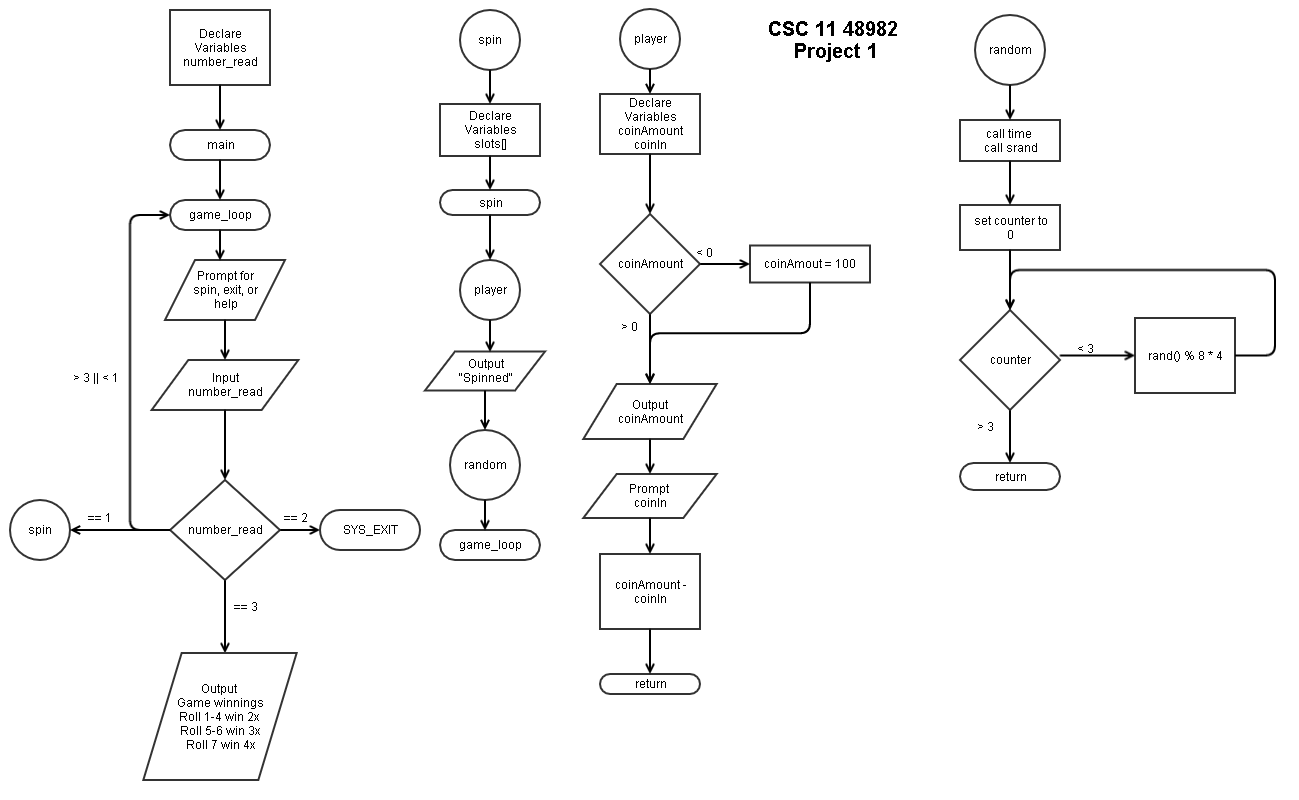 CSC 11 48982
Project 1
Declare
Variables
number_read
main
game_loop
Prompt for
spin, exit, or
help
Input
number_read
> 3 || < 1
number_read
== 1
spin
== 2
SYS_EXIT
== 3
Output
Game winnings
Roll 1-4 win 2x
Roll 5-6 win 3x
Roll 7 win 4x
spin
Declare
Variables
slots[]
spin
player
Output
"Spinned"
random
game_loop
player
Declare
Variables
coinAmount
coinIn
coinAmount
< 0
coinAmout = 100
> 0
Output
coinAmount
Prompt
coinIn
coinAmount -
coinIn
return
random
call time
call srand
set counter to
0
counter
< 3
rand() % 8 * 4
> 3
return